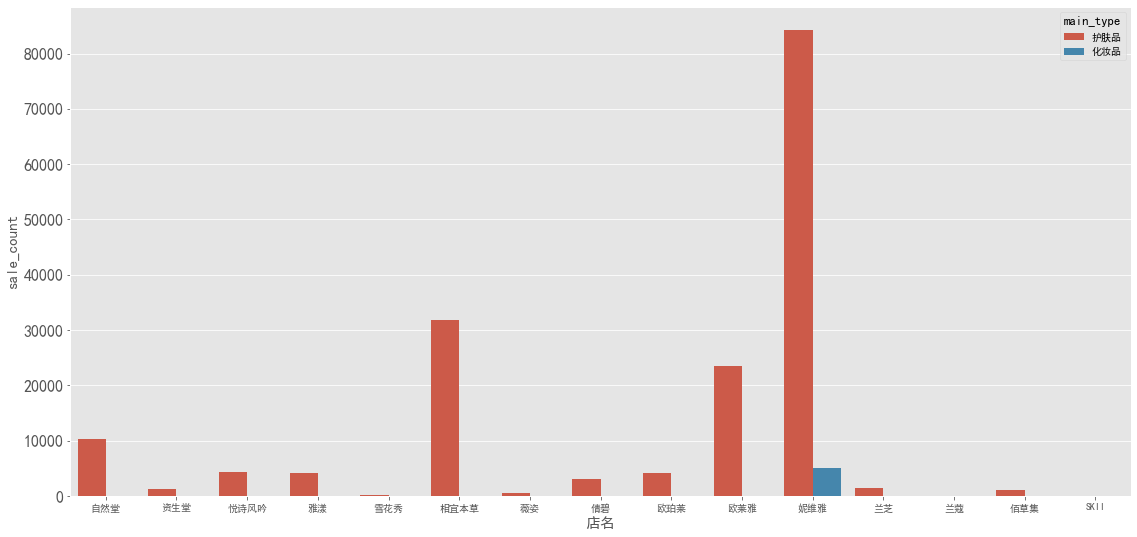 main_type
护肤品
化妆品
80000
70000
60000
50000
40000
30000
20000
10000
0
sale_count
自然堂 资生堂 悦诗风吟 雅漾 雪花秀 相宜本草 薇姿 倩碧 欧珀莱 欧莱雅 妮维雅 兰芝 兰蔻 佰草集 SKII
店名